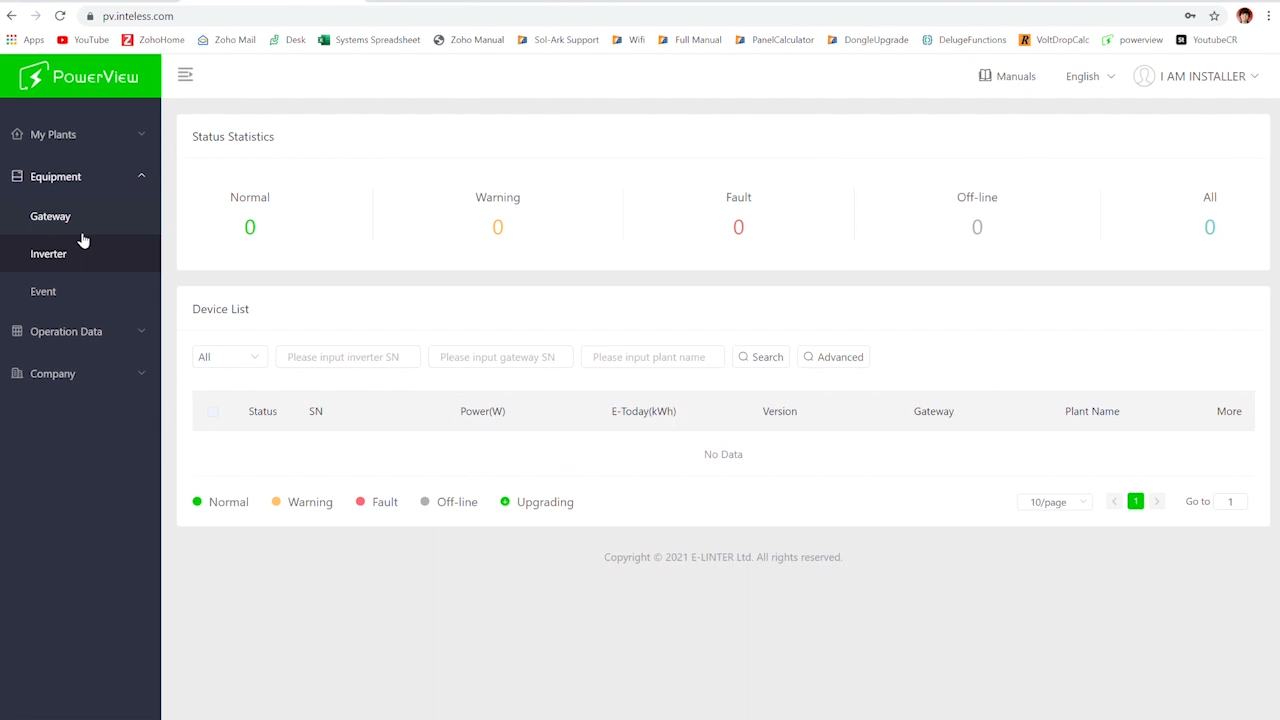 pv.inteless.com
Apps YouTube ZohoHome Zoho Mail Desk Systems Spreadsheet Zoho Manual Sol-Ark Support Wifi Full Manual PanelCalculator DongleUpgrade DelugeFunctions VoltDropCalc powerview YoutubeCR
PowerView
Manuals English I AM INSTALLER
My Plants
Equipment
Gateway
Inverter
Event
Operation Data
Company
Status Statistics
Normal Warning Fault Off-line All
0 0 0 0 0
Device List
All Please input inverter SN Please input gateway SN Please input plant name Search Advanced
Status SN Power(W) E-Today(kWh) Version Gateway Plant Name More
No Data
Normal Warning Fault Off-line Upgrading 10/page 1 Go to 1
Copyright © 2021 E-LINTER Ltd. All rights reserved.